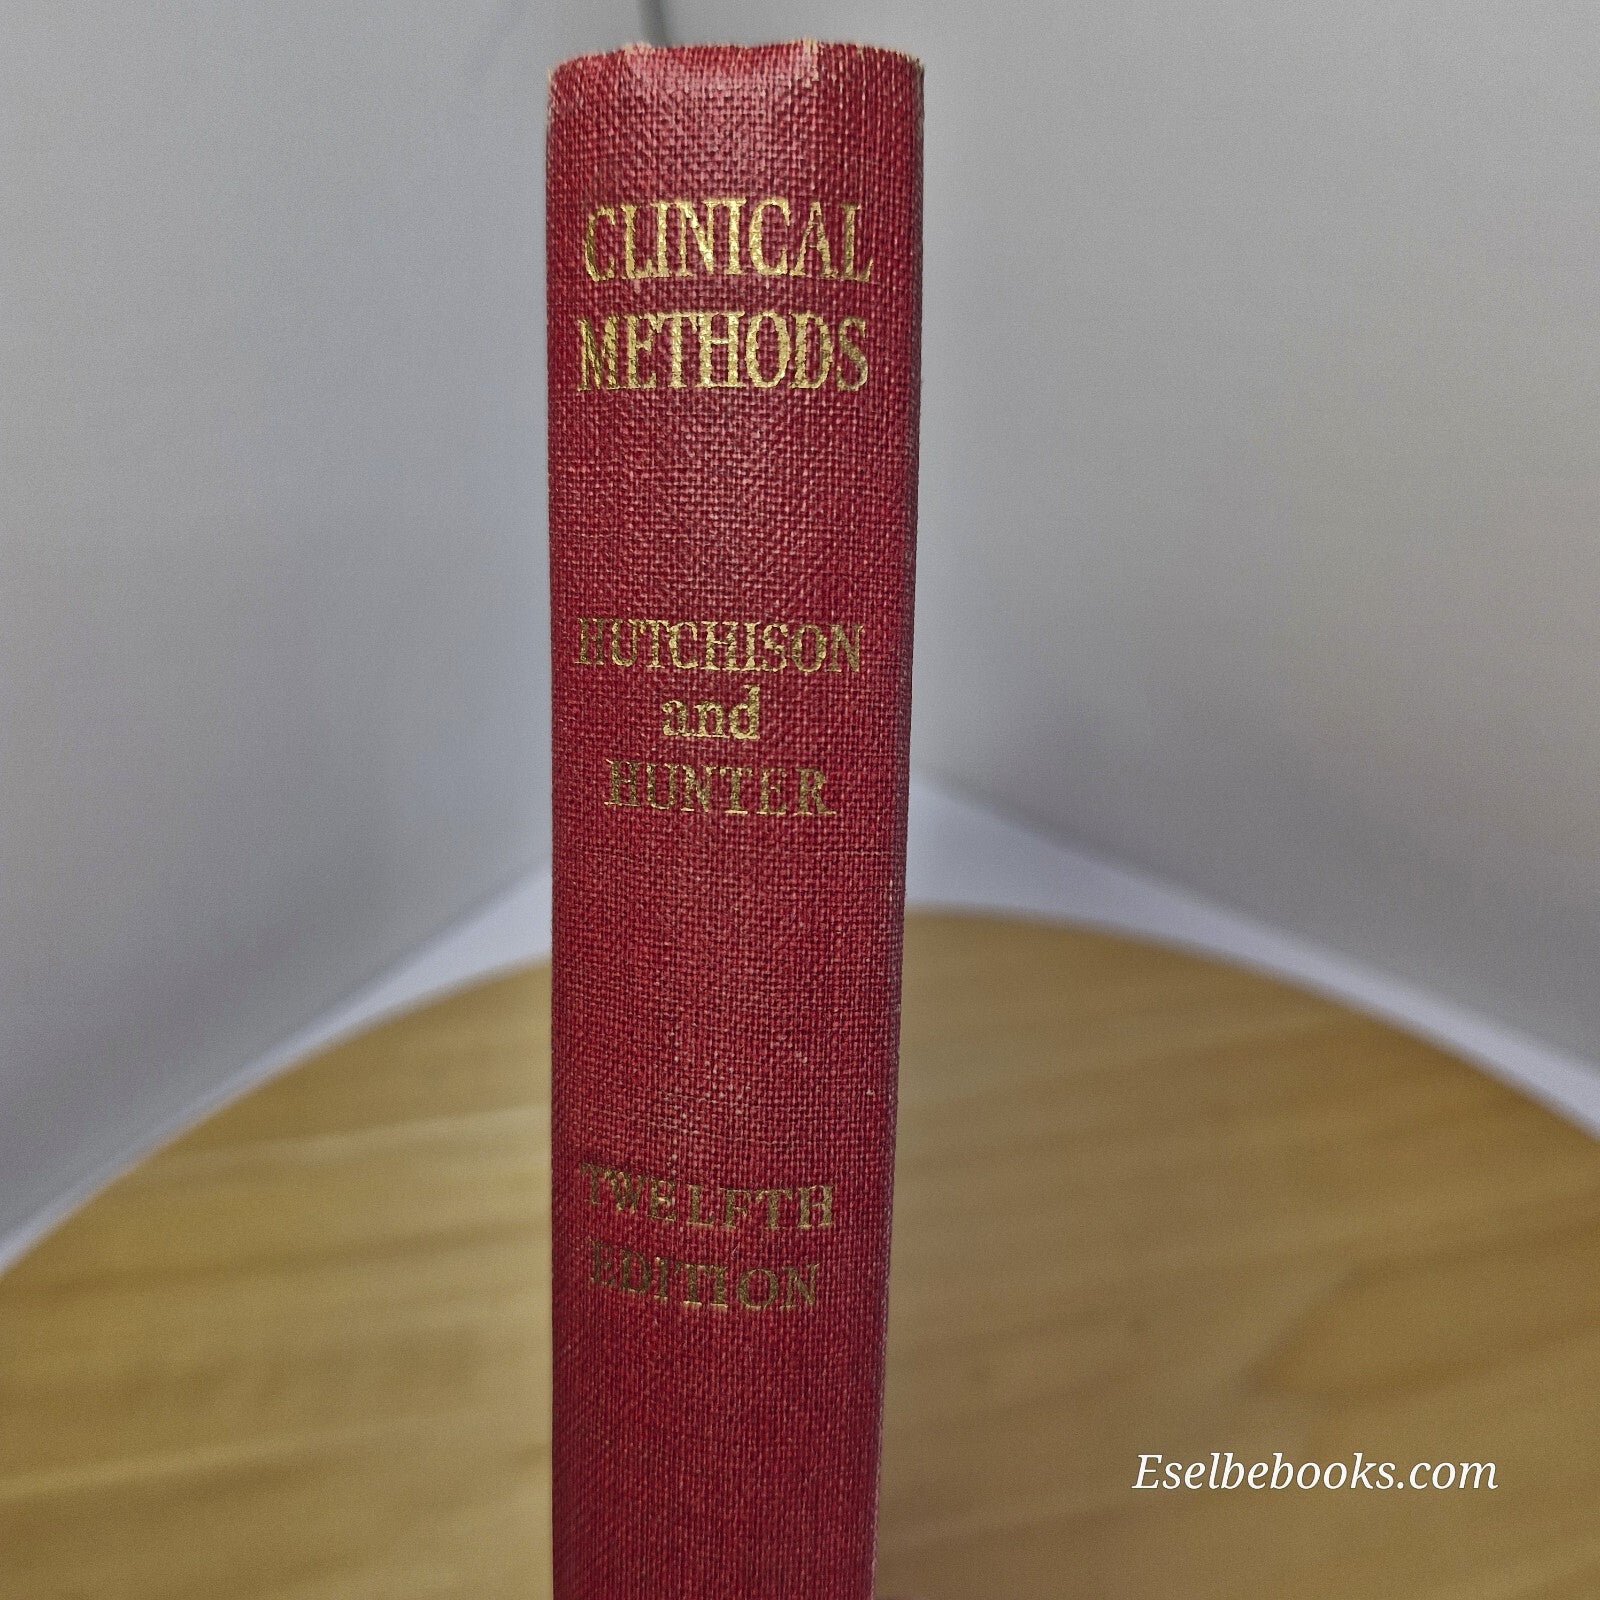 CLINICAL
METHODS
HUTCHISON
and
HUNTER
TWELFTH
EDITION
Eselbebooks.com